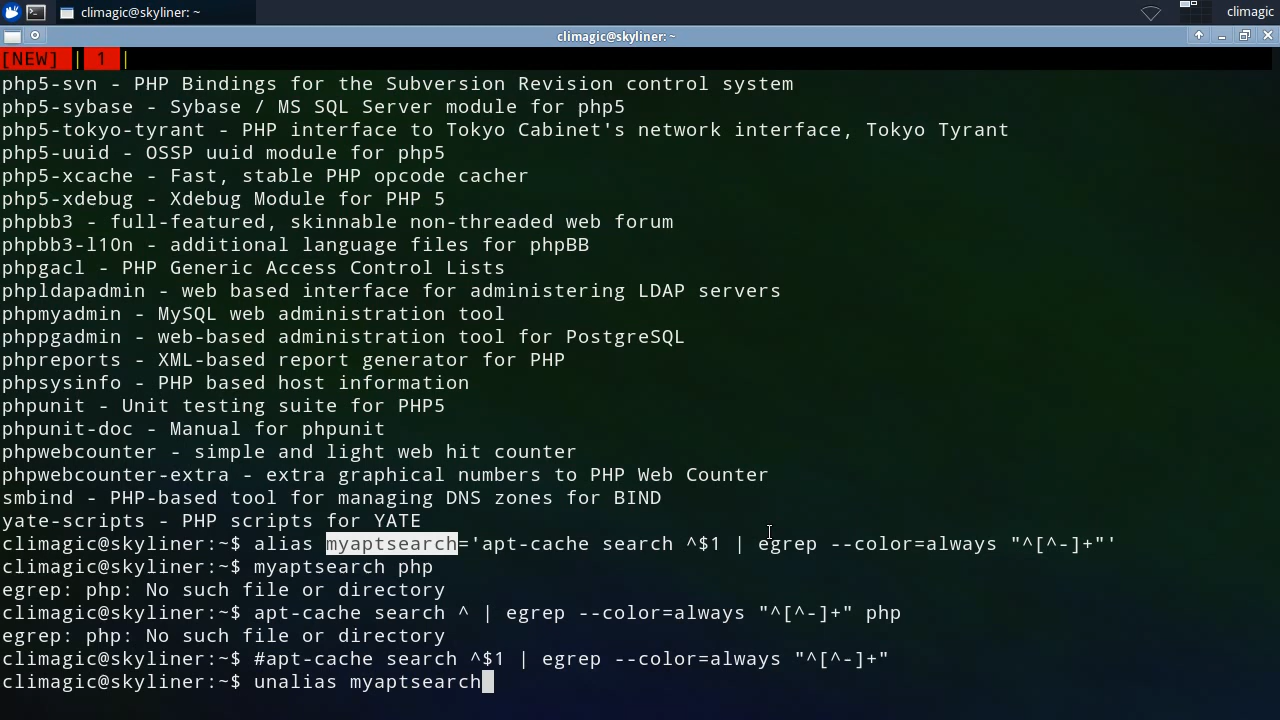 climagic@skyliner: ~
climagic
climagic@skyliner: ~
[NEW] | 1 |
php5-svn - PHP Bindings for the Subversion Revision control system
php5-sybase - Sybase / MS SQL Server module for php5
php5-tokyo-tyrant - PHP interface to Tokyo Cabinet's network interface, Tokyo Tyrant
php5-uuid - OSSP uuid module for php5
php5-xcache - Fast, stable PHP opcode cacher
php5-xdebug - Xdebug Module for PHP 5
phpbb3 - full-featured, skinnable non-threaded web forum
phpbb3-l10n - additional language files for phpBB
phpgacl - PHP Generic Access Control Lists
phpldapadmin - web based interface for administering LDAP servers
phpmyadmin - MySQL web administration tool
phppgadmin - web-based administration tool for PostgreSQL
phpreports - XML-based report generator for PHP
phpsysinfo - PHP based host information
phpunit - Unit testing suite for PHP5
phpunit-doc - Manual for phpunit
phpwebcounter - simple and light web hit counter
phpwebcounter-extra - extra graphical numbers to PHP Web Counter
smbind - PHP-based tool for managing DNS zones for BIND
yate-scripts - PHP scripts for YATE
climagic@skyliner:~$ alias myaptsearch='apt-cache search ^$1 | egrep --color=always "^[^-]+"'
climagic@skyliner:~$ myaptsearch php
egrep: php: No such file or directory
climagic@skyliner:~$ apt-cache search ^ | egrep --color=always "^[^-]+" php
egrep: php: No such file or directory
climagic@skyliner:~$ #apt-cache search ^$1 | egrep --color=always "^[^-]+"
climagic@skyliner:~$ unalias myaptsearch